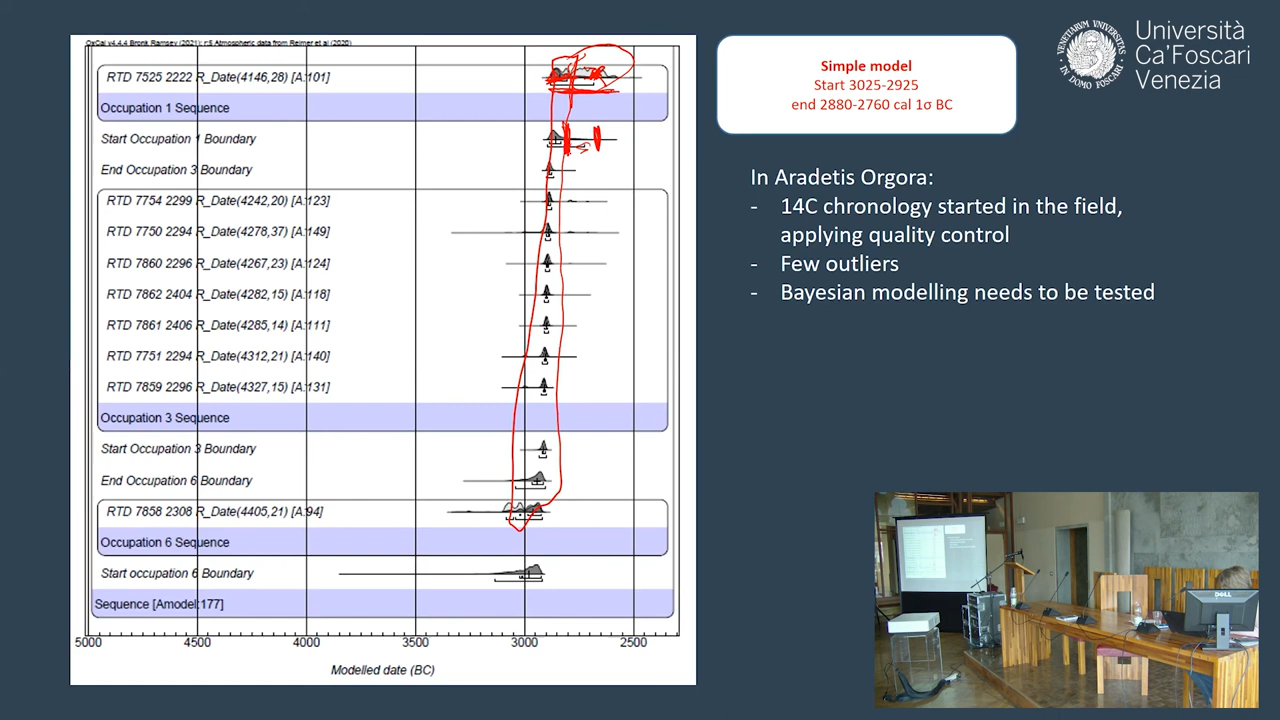 OxCal v4.4.4 Bronk Ramsey (2021); r:5 Atmospheric data from Reimer et al (2020)
RTD 7525 2222 R_Date(4146,28) [A:101]
Occupation 1 Sequence
Start Occupation 1 Boundary
End Occupation 3 Boundary
RTD 7754 2299 R_Date(4242,20) [A:123]
RTD 7750 2294 R_Date(4278,37) [A:149]
RTD 7860 2296 R_Date(4267,23) [A:124]
RTD 7862 2404 R_Date(4282,15) [A:118]
RTD 7861 2406 R_Date(4285,14) [A:111]
RTD 7751 2294 R_Date(4312,21) [A:140]
RTD 7859 2296 R_Date(4327,15) [A:131]
Occupation 3 Sequence
Start Occupation 3 Boundary
End Occupation 6 Boundary
RTD 7858 2308 R_Date(4405,21) [A:94]
Occupation 6 Sequence
Start occupation 6 Boundary
Sequence [Amodel:177]
5000 4500 4000 3500 3000 2500
Modelled date (BC)
Simple model
Start 3025-2925
end 2880-2760 cal 1σ BC
Università
Ca'Foscari
Venezia
In Aradetis Orgora:
- 14C chronology started in the field,
applying quality control
- Few outliers
- Bayesian modelling needs to be tested
DELL